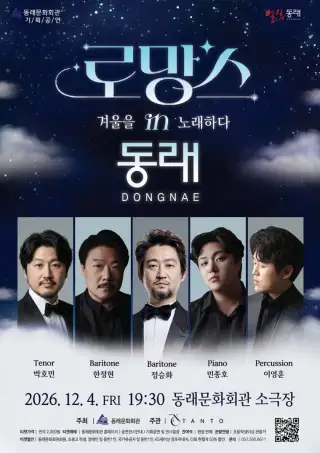 동래문화회관
기획공연
동래
로망스
겨울을 in 노래하다
동래
DONGNAE
Tenor
박호민
Baritone
한정현
Baritone
정승화
Piano
민종호
Percussion
이영훈
2026. 12. 4. FRI 19:30 동래문화회관 소극장
주최 동래문화회관 주관 TANTO